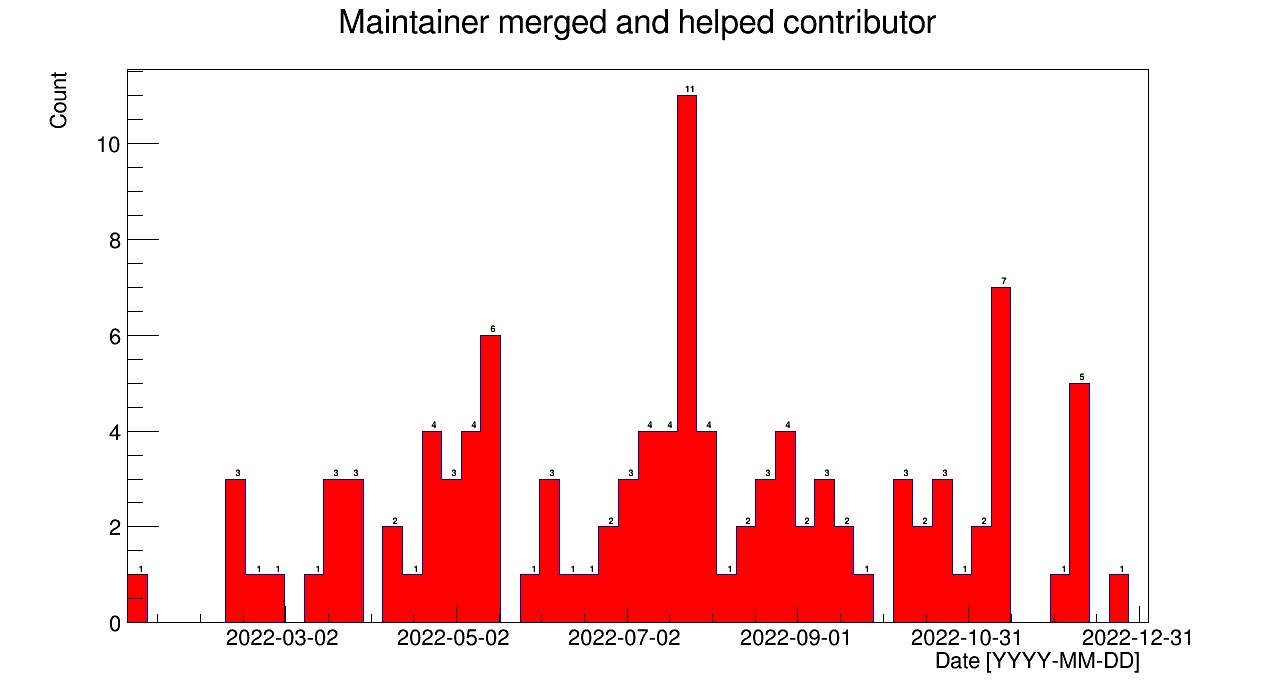 Maintainer merged and helped contributor
Count
11
10
8
7
6
6
5
4
4 4 4 4 4 4
3 3 3 3 3 3 3 3 3 3
2
2 2 2 2 2 2 2 2
1 1 1 1 1 1 1 1 1 1 1 1 1 1
0
2022-03-02 2022-05-02 2022-07-02 2022-09-01 2022-10-31 2022-12-31
Date [YYYY-MM-DD]